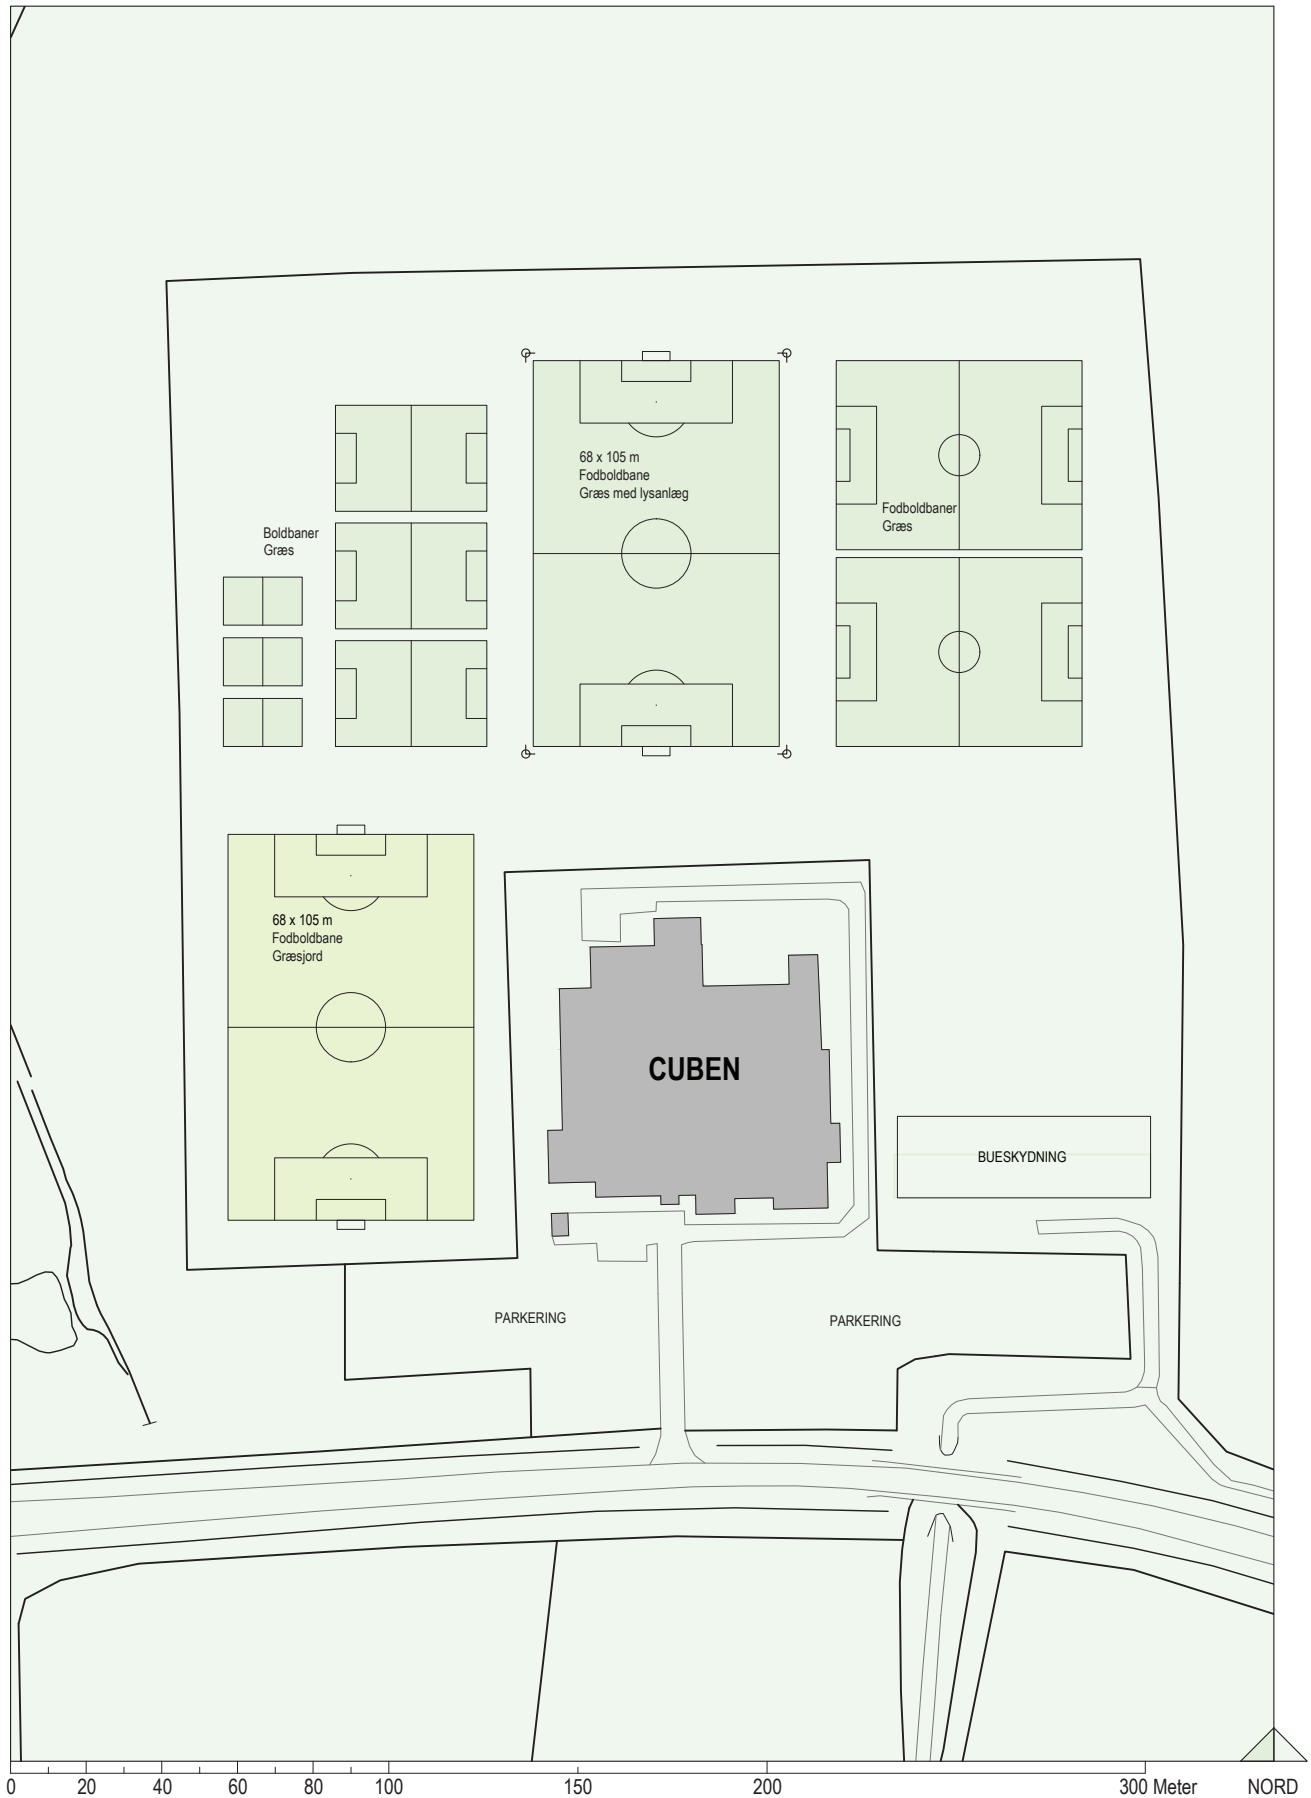 68 x 105 m
Fodboldbane
Græs med lysanlæg
Fodboldbaner
Græs
Boldbaner
Græs
68 x 105 m
Fodboldbane
Græsjord
CUBEN
BUESKYDNING
PARKERING
PARKERING
0 20 40 60 80 100 150 200 300 Meter NORD